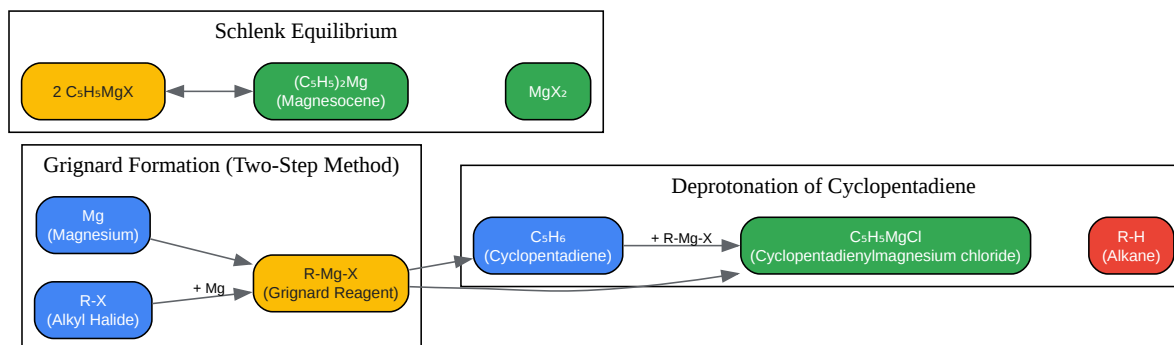 Schlenk Equilibrium
2 C₅H₅MgX
(C₅H₅)₂Mg
(Magnesocene)
MgX₂
Grignard Formation (Two-Step Method)
Mg
(Magnesium)
R-X
(Alkyl Halide)
+ Mg
R-Mg-X
(Grignard Reagent)
Deprotonation of Cyclopentadiene
C₅H₆
(Cyclopentadiene)
+ R-Mg-X
C₅H₅MgCl
(Cyclopentadienylmagnesium chloride)
R-H
(Alkane)